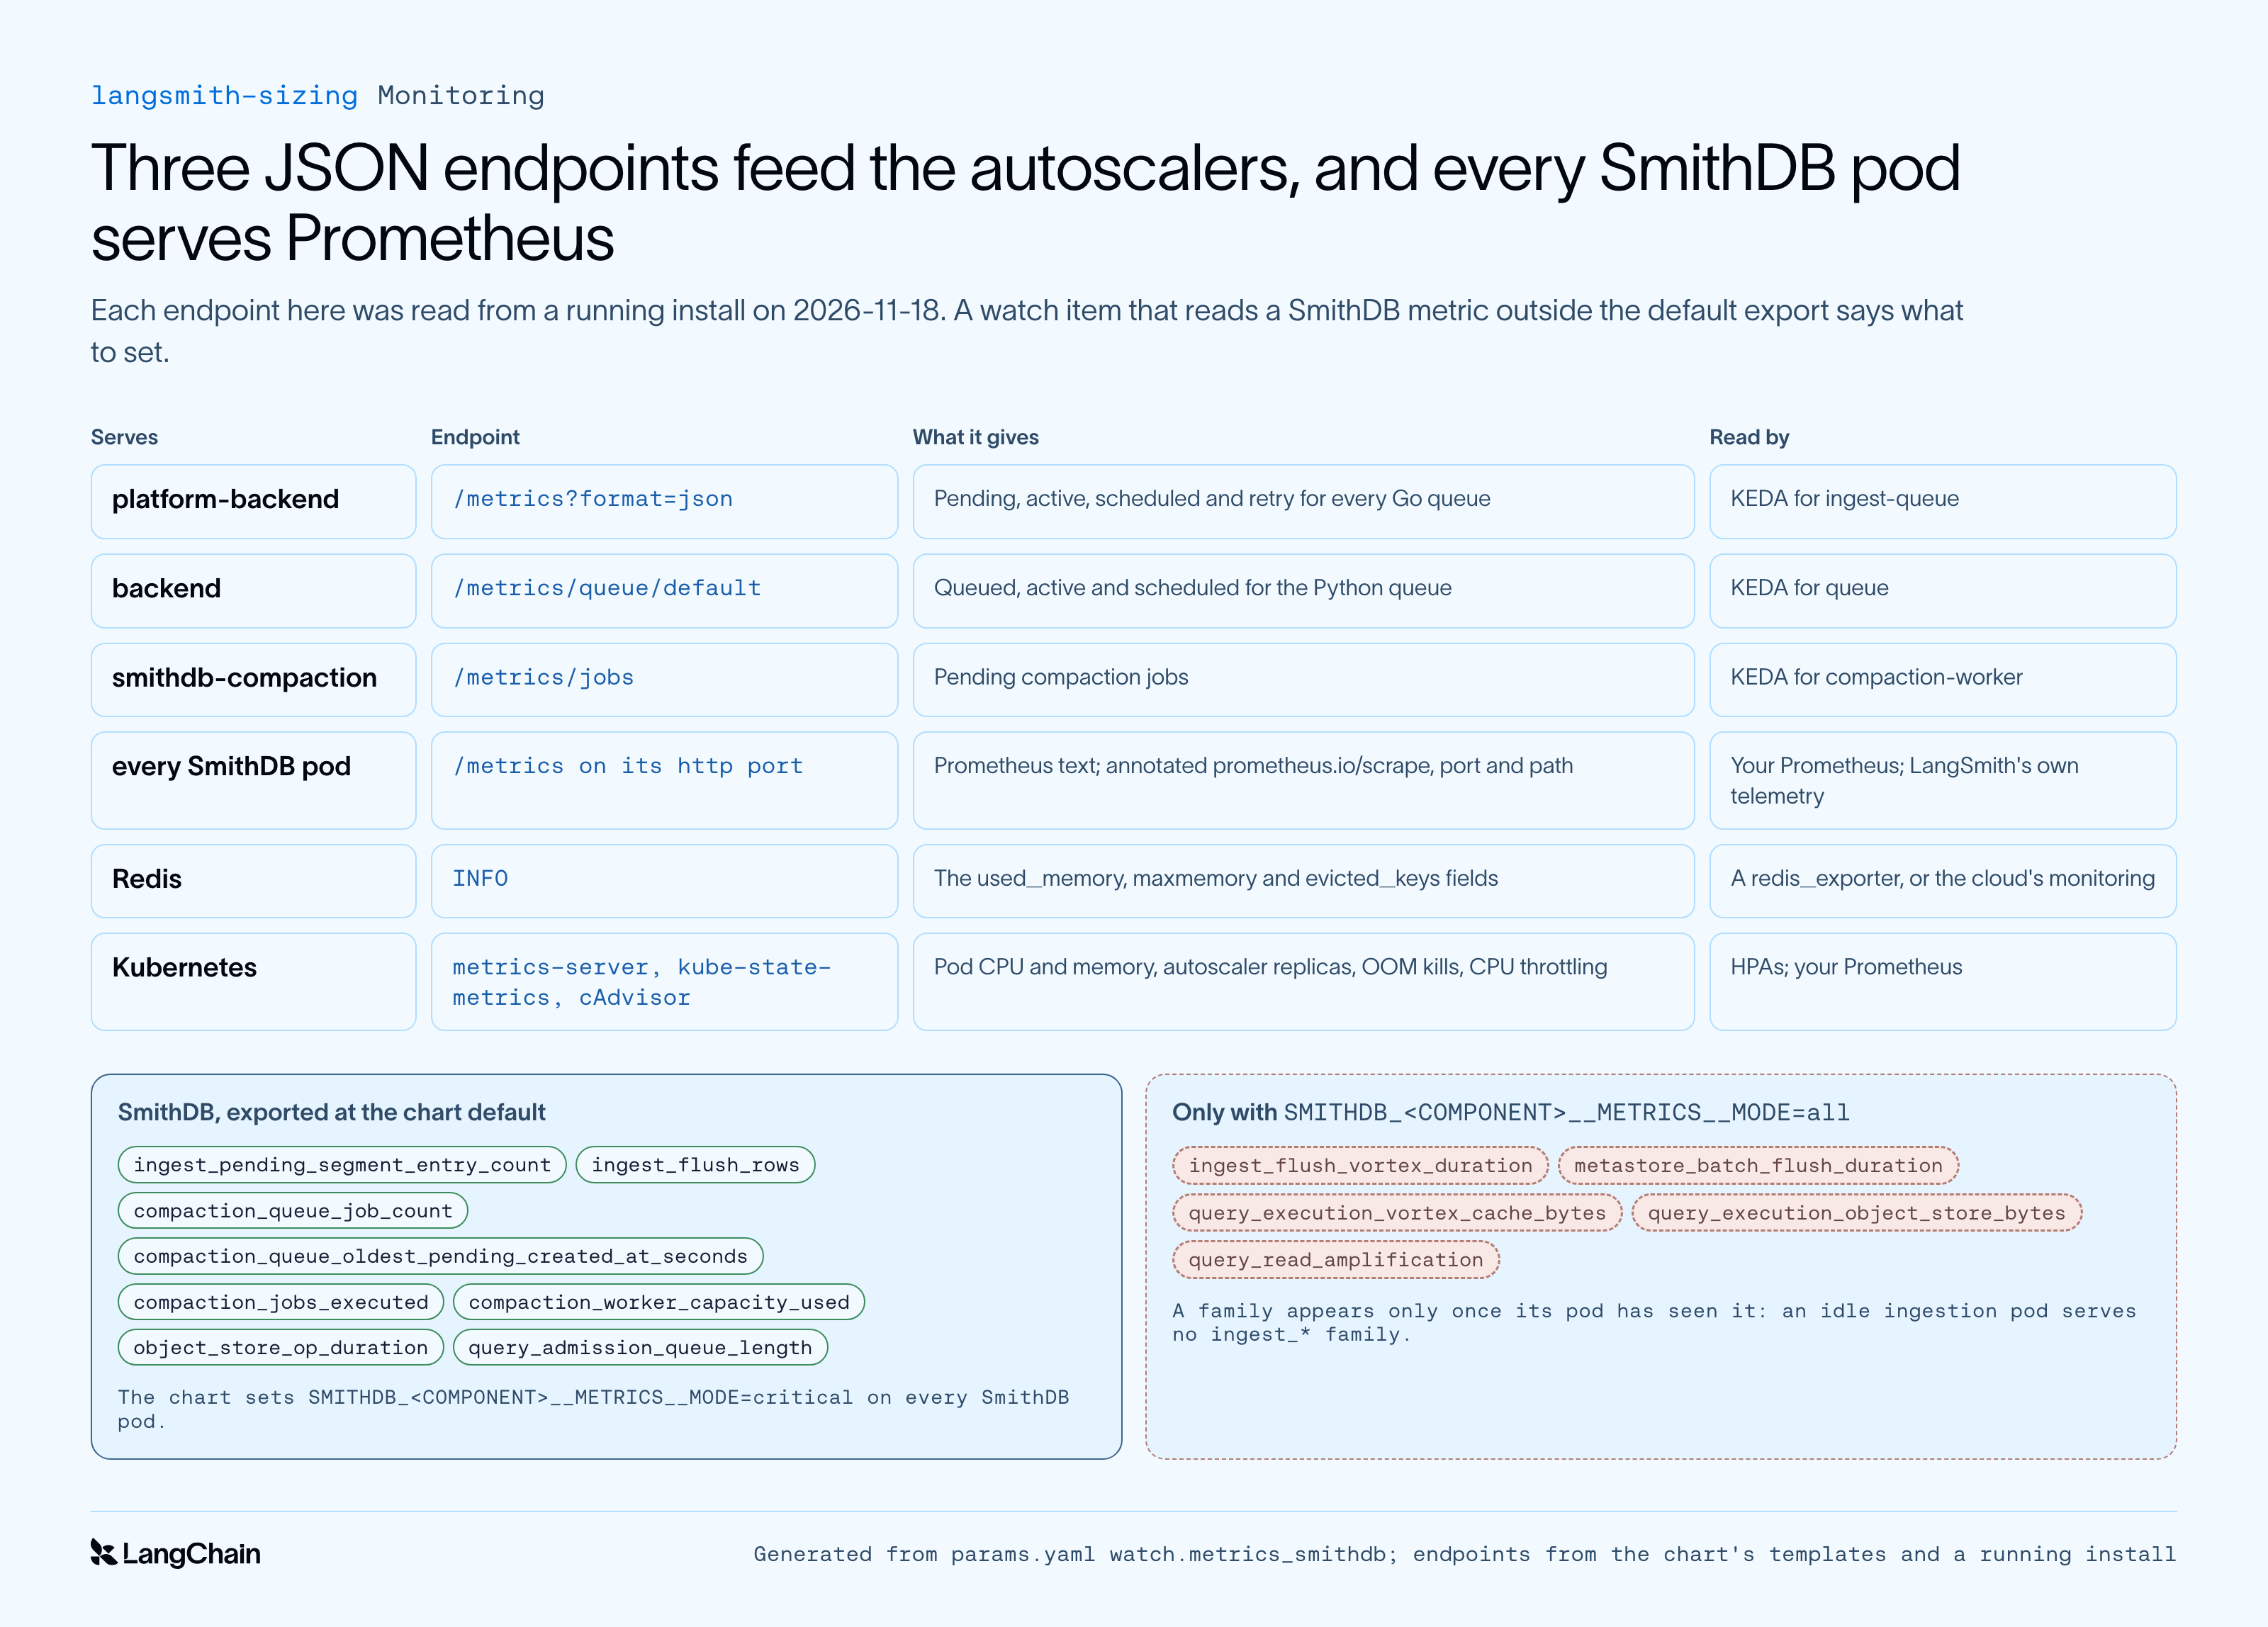 langsmith-sizing Monitoring
Three JSON endpoints feed the autoscalers, and every SmithDB pod
serves Prometheus
Each endpoint here was read from a running install on 2026-11-18. A watch item that reads a SmithDB metric outside the default export says what
to set.
Serves Endpoint What it gives Read by
platform-backend /metrics?format=json Pending, active, scheduled and retry for every Go queue KEDA for ingest-queue
backend /metrics/queue/default Queued, active and scheduled for the Python queue KEDA for queue
smithdb-compaction /metrics/jobs Pending compaction jobs KEDA for compaction-worker
every SmithDB pod /metrics on its http port Prometheus text; annotated prometheus.io/scrape, port and path Your Prometheus; LangSmith's own
telemetry
Redis INFO The used_memory, maxmemory and evicted_keys fields A redis_exporter, or the cloud's monitoring
Kubernetes metrics-server, kube-state- Pod CPU and memory, autoscaler replicas, OOM kills, CPU throttling HPAs; your Prometheus
metrics, cAdvisor
SmithDB, exported at the chart default
ingest_pending_segment_entry_count ingest_flush_rows
compaction_queue_job_count
compaction_queue_oldest_pending_created_at_seconds
compaction_jobs_executed compaction_worker_capacity_used
object_store_op_duration query_admission_queue_length
The chart sets SMITHDB_<COMPONENT>__METRICS__MODE=critical on every SmithDB
pod.
Only with SMITHDB_<COMPONENT>__METRICS__MODE=all
ingest_flush_vortex_duration metastore_batch_flush_duration
query_execution_vortex_cache_bytes query_execution_object_store_bytes
query_read_amplification
A family appears only once its pod has seen it: an idle ingestion pod serves
no ingest_* family.
LangChain
Generated from params.yaml watch.metrics_smithdb; endpoints from the chart's templates and a running install